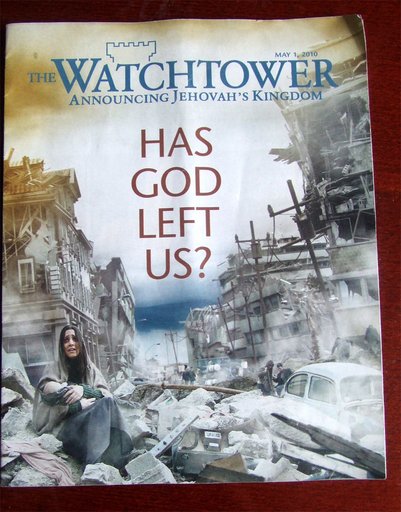 MAY 1, 2010
THE WATCHTOWER
ANNOUNCING JEHOVAH'S KINGDOM
HAS
GOD
LEFT
US?